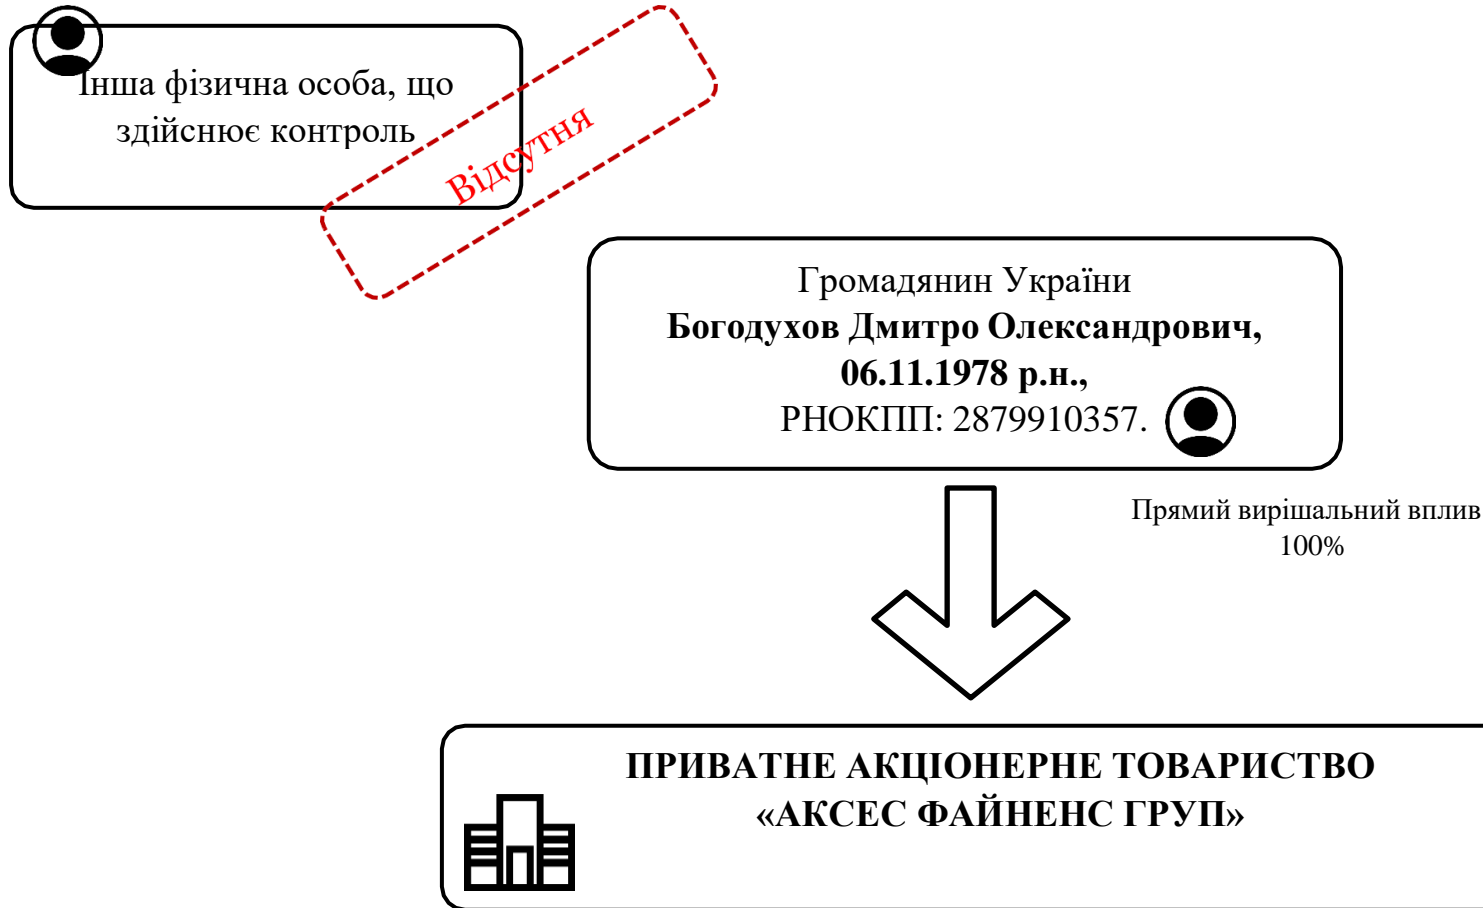 Інша фізична особа, що
здійснює контроль
Відсутня
Громадянин України
Богодухов Дмитро Олександрович,
06.11.1978 р.н.,
РНОКПП: 2879910357.
Прямий вирішальний вплив
100%
ПРИВАТНЕ АКЦІОНЕРНЕ ТОВАРИСТВО
«АКСЕС ФАЙНЕНС ГРУП»